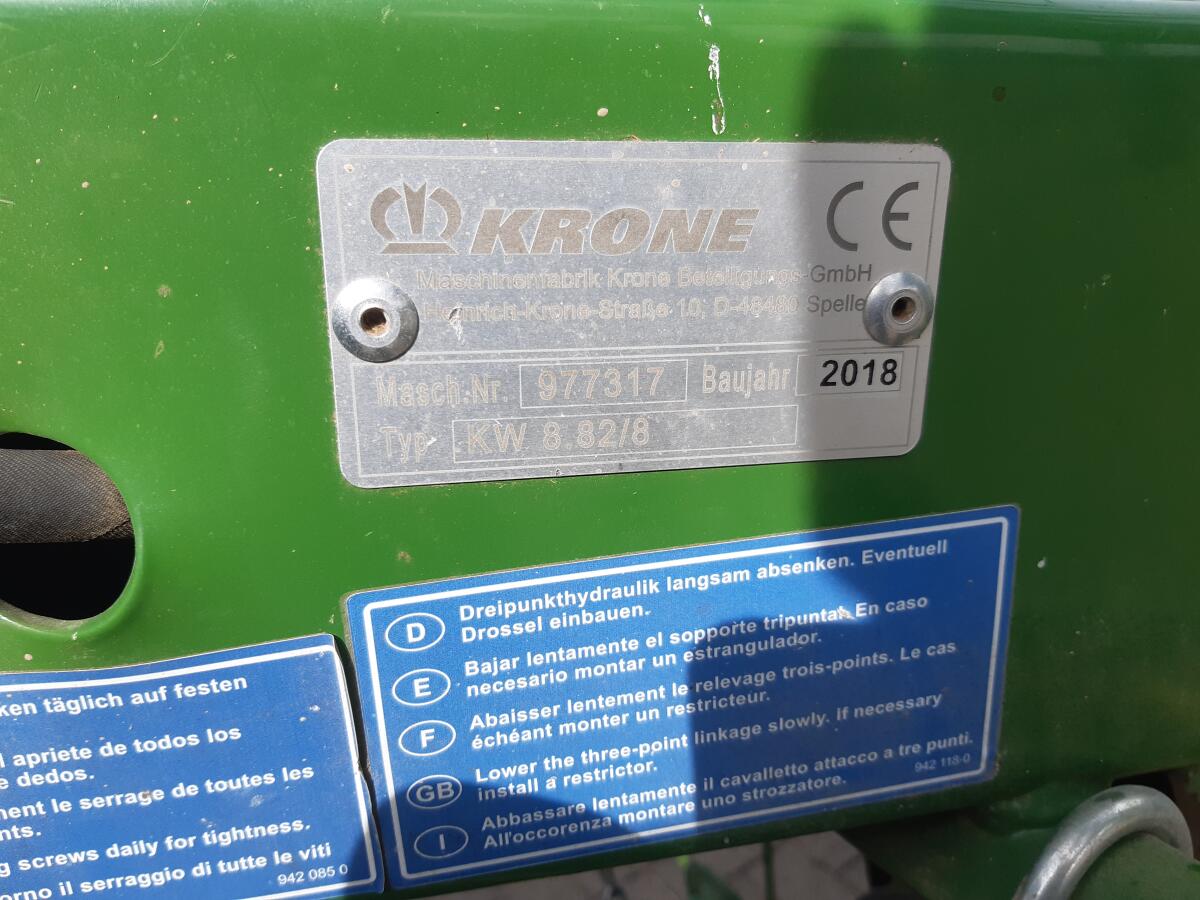 KRONE
CE
Maschinenfabrik Krone Beteiligungs-GmbH
Heinrich-Krone-Straße 10, D-48480 Spelle
Masch.Nr. 977317 Baujahr 2018
Typ KW 8.82/8
D Dreipunkthydraulik langsam absenken. Eventuell
Drossel einbauen.
E Bajar lentamente el sopporte tripuntal. En caso
necesario montar un estrangulador.
F Abaisser lentement le relevage trois-points. Le cas
échéant monter un restricteur.
GB Lower the three-point linkage slowly. if necessary
install a restrictor.
I Abbassare lentamente il cavalletto attacco a tre punti.
All'occorenza montare uno strozzatore.
942 118-0
ken täglich auf festen
l apriete de todos los
e dedos.
ment le serrage de toutes les
nts.
g screws daily for tightness.
orno il serraggio di tutte le viti
942 085 0